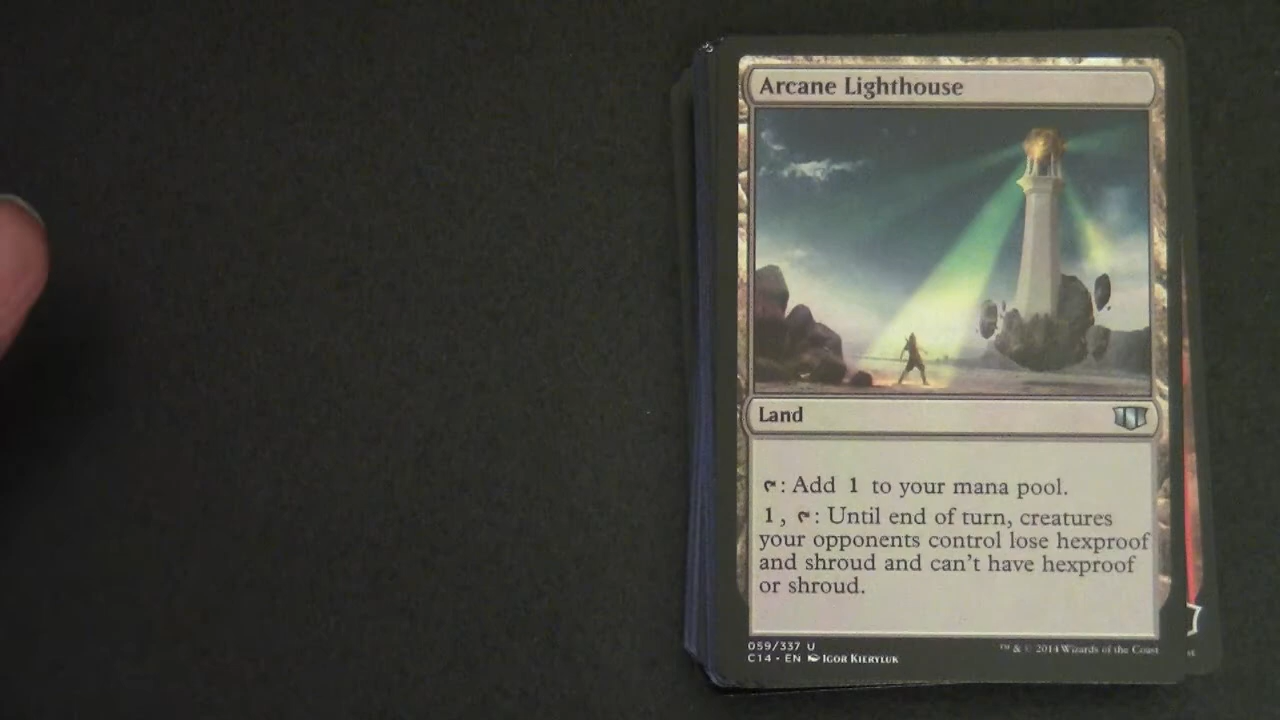 Arcane Lighthouse
Land
: Add 1 to your mana pool.
1, : Until end of turn, creatures
your opponents control lose hexproof
and shroud and can't have hexproof
or shroud.
059/337 U
™ & © 2014 Wizards of the Coast
C14 • EN Igor Kieryluk